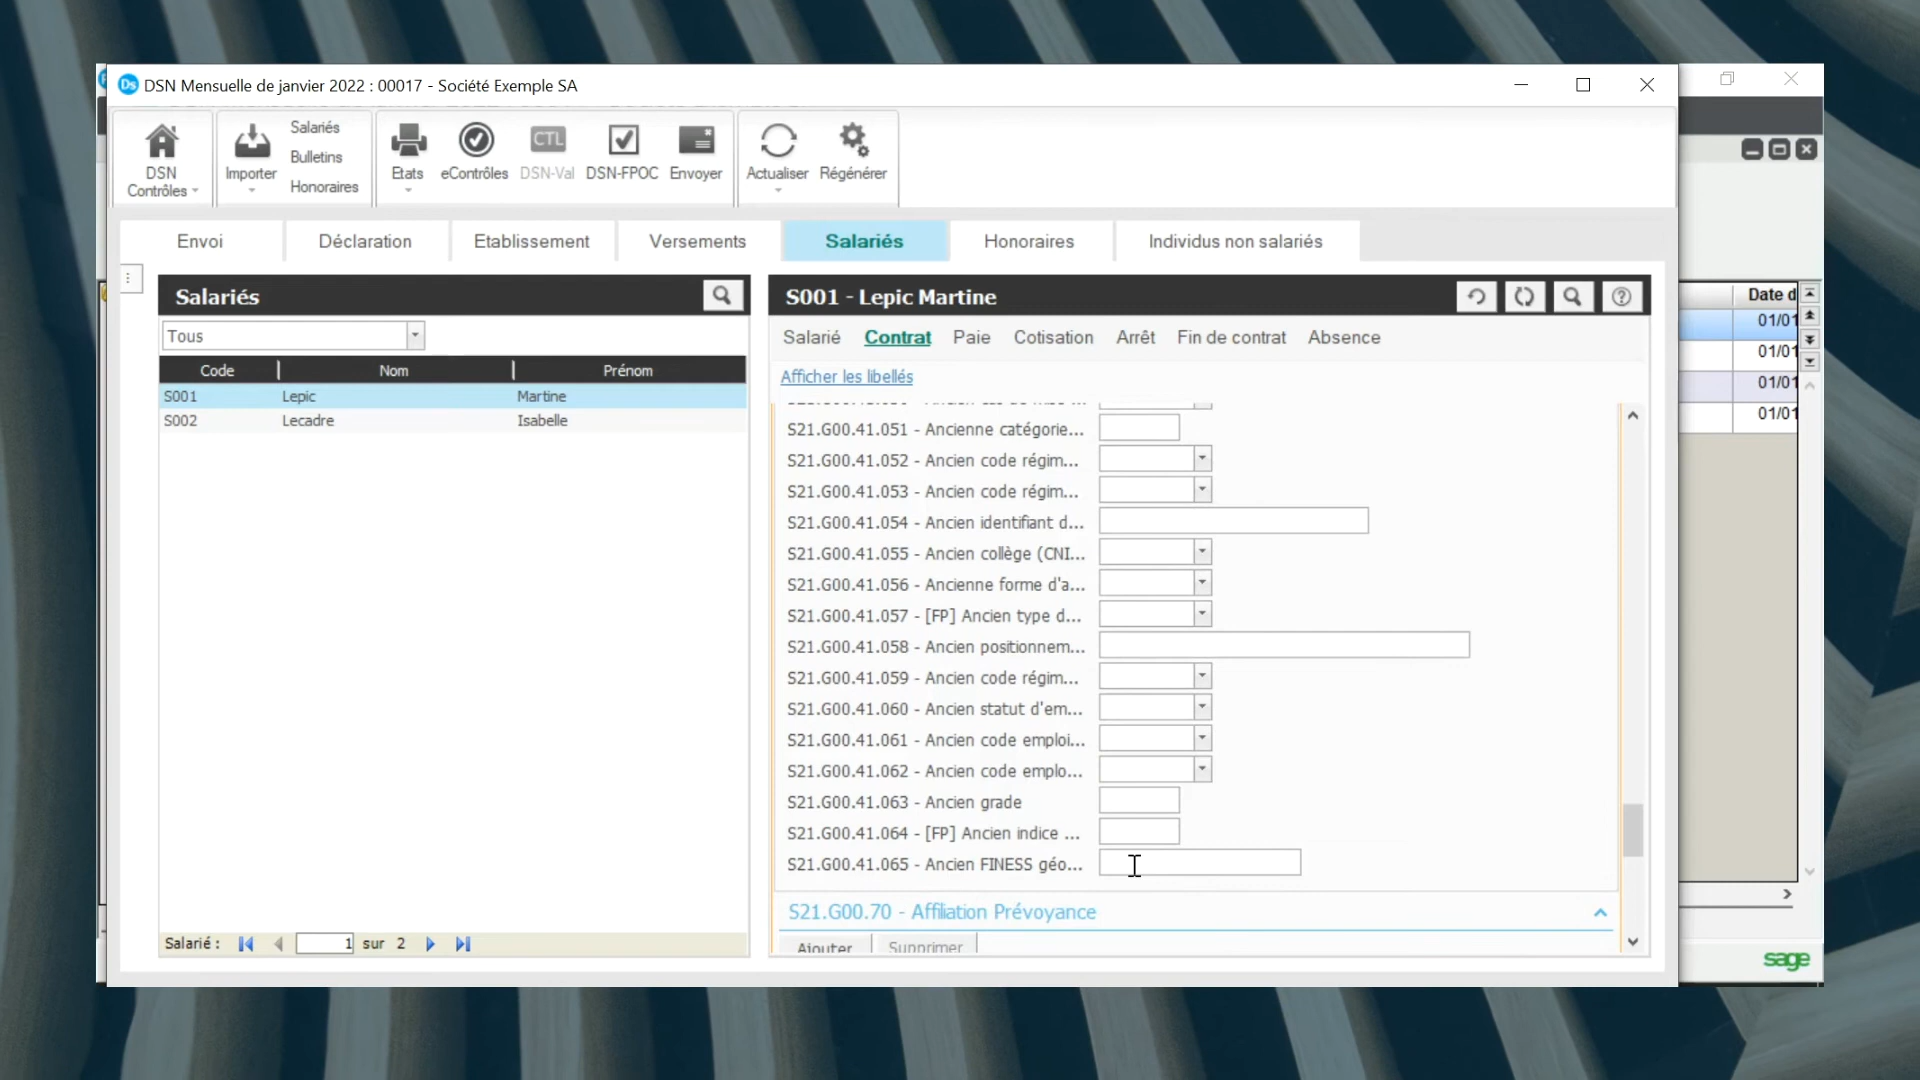 DSN Mensuelle de janvier 2022 : 00017 - Société Exemple SA
DSN
Contrôles
Importer
Salariés
Bulletins
Honoraires
Etats
eContrôles
CTL
DSN-Val
DSN-FPOC
Envoyer
Actualiser
Régénérer
Envoi
Déclaration
Etablissement
Versements
Salariés
Honoraires
Individus non salariés
Salariés
Tous
Code Nom Prénom
S001 Lepic Martine
S002 Lecadre Isabelle
Salarié : 1 sur 2
S001 - Lepic Martine
Salarié Contrat Paie Cotisation Arrêt Fin de contrat Absence
Afficher les libellés
S21.G00.41.051 - Ancienne catégorie...
S21.G00.41.052 - Ancien code régim...
S21.G00.41.053 - Ancien code régim...
S21.G00.41.054 - Ancien identifiant d...
S21.G00.41.055 - Ancien collège (CNI...
S21.G00.41.056 - Ancienne forme d'a...
S21.G00.41.057 - [FP] Ancien type d...
S21.G00.41.058 - Ancien positionnem...
S21.G00.41.059 - Ancien code régim...
S21.G00.41.060 - Ancien statut d'em...
S21.G00.41.061 - Ancien code emploi...
S21.G00.41.062 - Ancien code emplo...
S21.G00.41.063 - Ancien grade
S21.G00.41.064 - [FP] Ancien indice ...
S21.G00.41.065 - Ancien FINESS géo...
S21.G00.70 - Affiliation Prévoyance
Ajouter Supprimer
Date d
01/01
01/01
01/01
01/01
sage